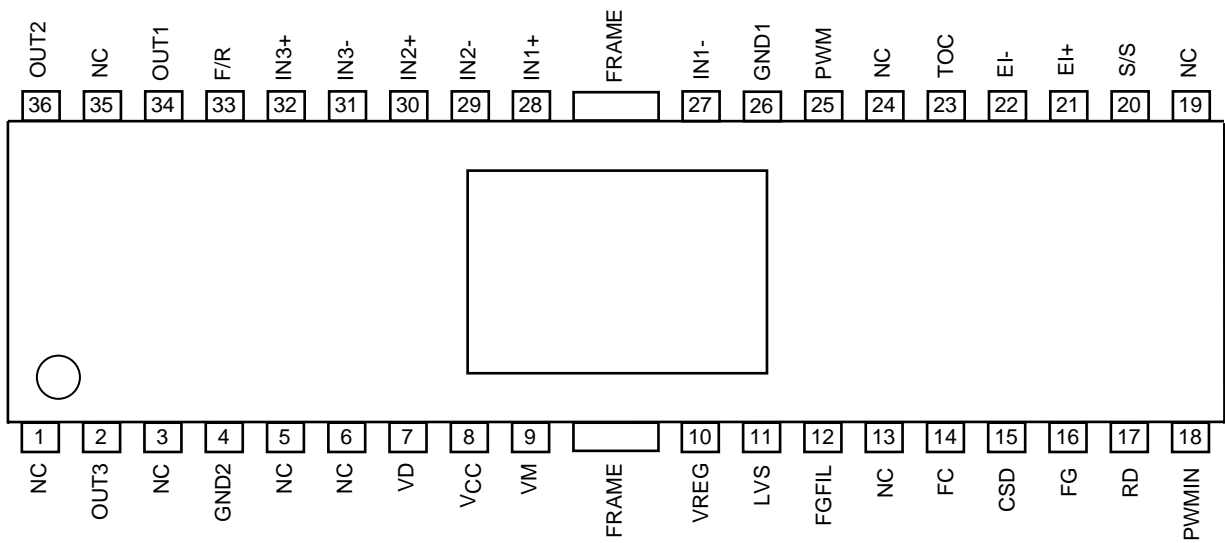 OUT2 NC OUT1 F/R IN3+ IN3- IN2+ IN2- IN1+ FRAME IN1- GND1 PWM NC TOC EI- EI+ S/S NC
36 35 34 33 32 31 30 29 28 27 26 25 24 23 22 21 20 19
1 2 3 4 5 6 7 8 9 10 11 12 13 14 15 16 17 18
NC OUT3 NC GND2 NC NC VD VCC VM FRAME VREG LVS FGFIL NC FC CSD FG RD PWMIN